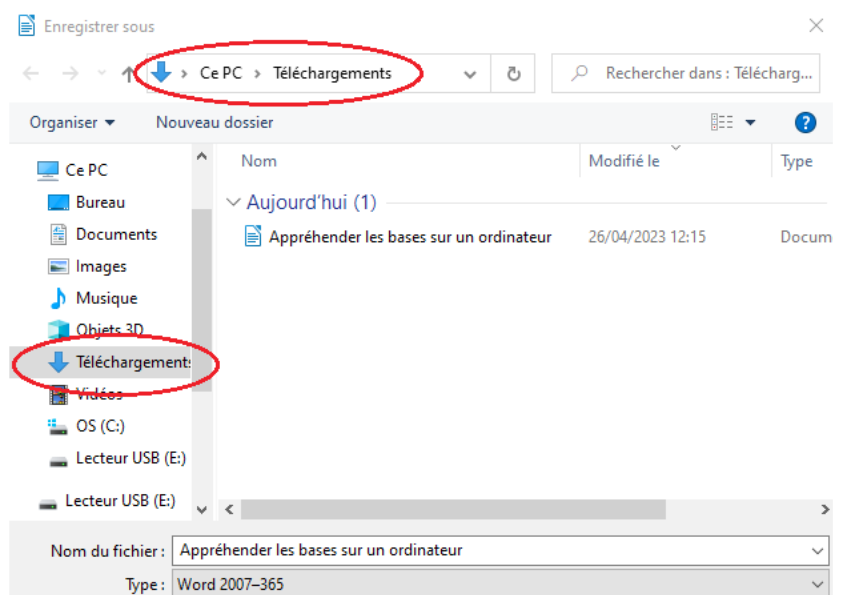 Enregistrer sous
Ce PC > Téléchargements
Rechercher dans : Télécharg...
Organiser
Nouveau dossier
Ce PC
Bureau
Documents
Images
Musique
Objets 3D
Téléchargements
Vidéos
OS (C:)
Lecteur USB (E:)
Lecteur USB (E:)
Nom
Modifié le
Type
Aujourd'hui (1)
Appréhender les bases sur un ordinateur
26/04/2023 12:15
Docum
Nom du fichier : Appréhender les bases sur un ordinateur
Type : Word 2007–365